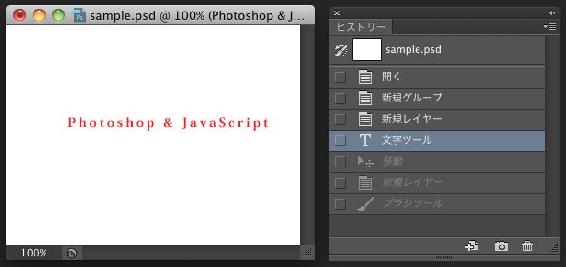 sample.psd @ 100% (Photoshop & J...
Photoshop & JavaScript
100%
ヒストリー
sample.psd
開く
新規グループ
新規レイヤー
文字ツール
移動
新規レイヤー
ブラシツール